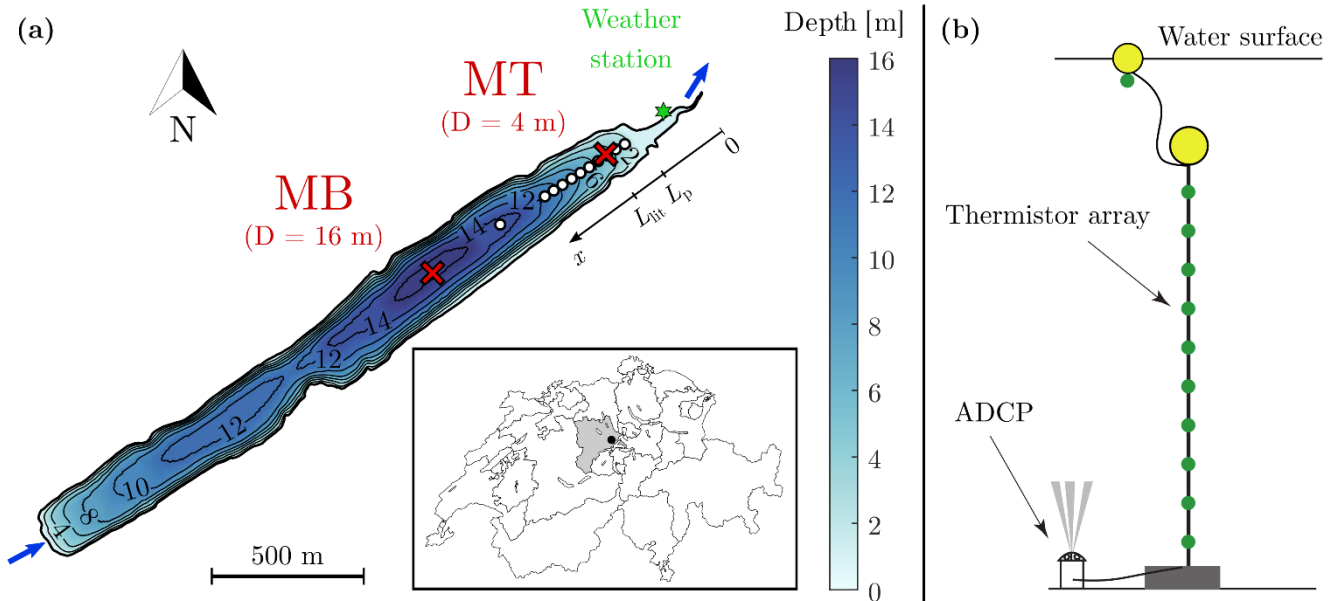 (a)
N
Weather
station
MT
(D = 4 m)
MB
(D = 16 m)
2
6
12
14
14
12
12
10
8
4
0
L_p
L_lit
x
500 m
Depth [m]
16
14
12
10
8
6
4
2
0
(b)
Water surface
Thermistor array
ADCP